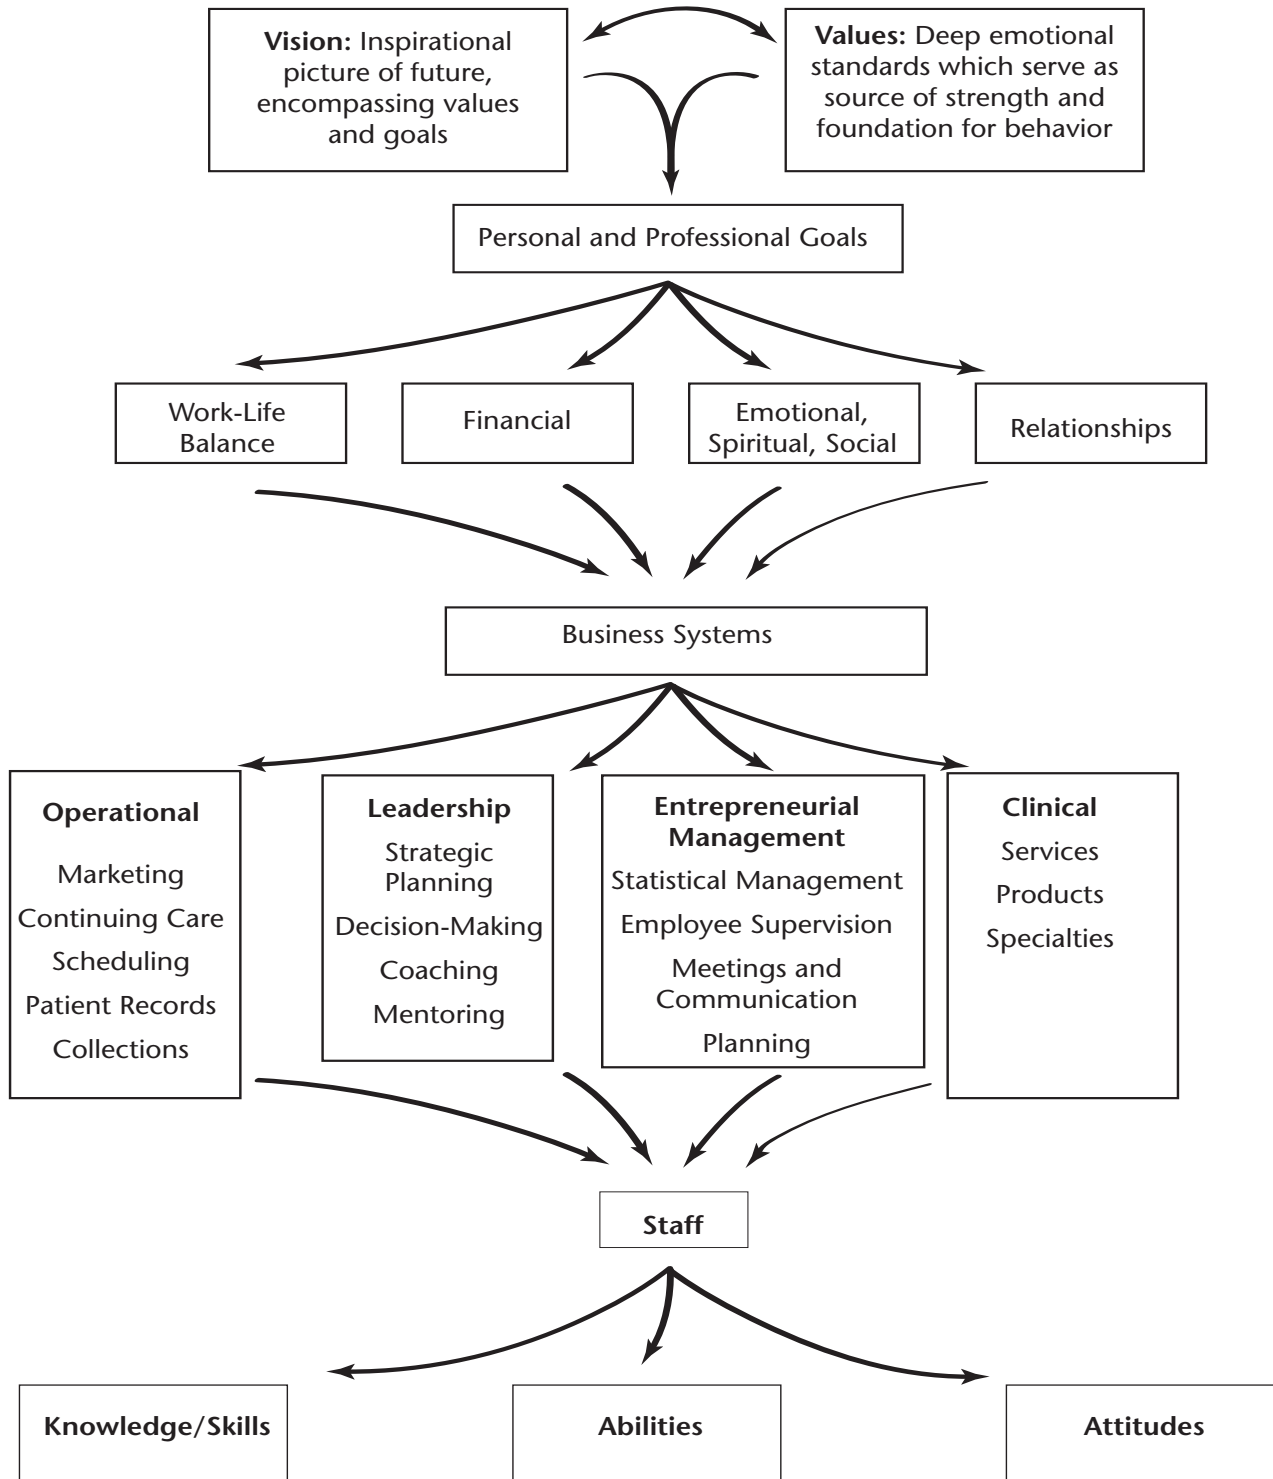 Vision: Inspirational
picture of future,
encompassing values
and goals
Values: Deep emotional
standards which serve as
source of strength and
foundation for behavior
Personal and Professional Goals
Work-Life
Balance
Financial
Emotional,
Spiritual, Social
Relationships
Business Systems
Operational
Marketing
Continuing Care
Scheduling
Patient Records
Collections
Leadership
Strategic
Planning
Decision-Making
Coaching
Mentoring
Entrepreneurial
Management
Statistical Management
Employee Supervision
Meetings and
Communication
Planning
Clinical
Services
Products
Specialties
Staff
Knowledge/Skills
Abilities
Attitudes